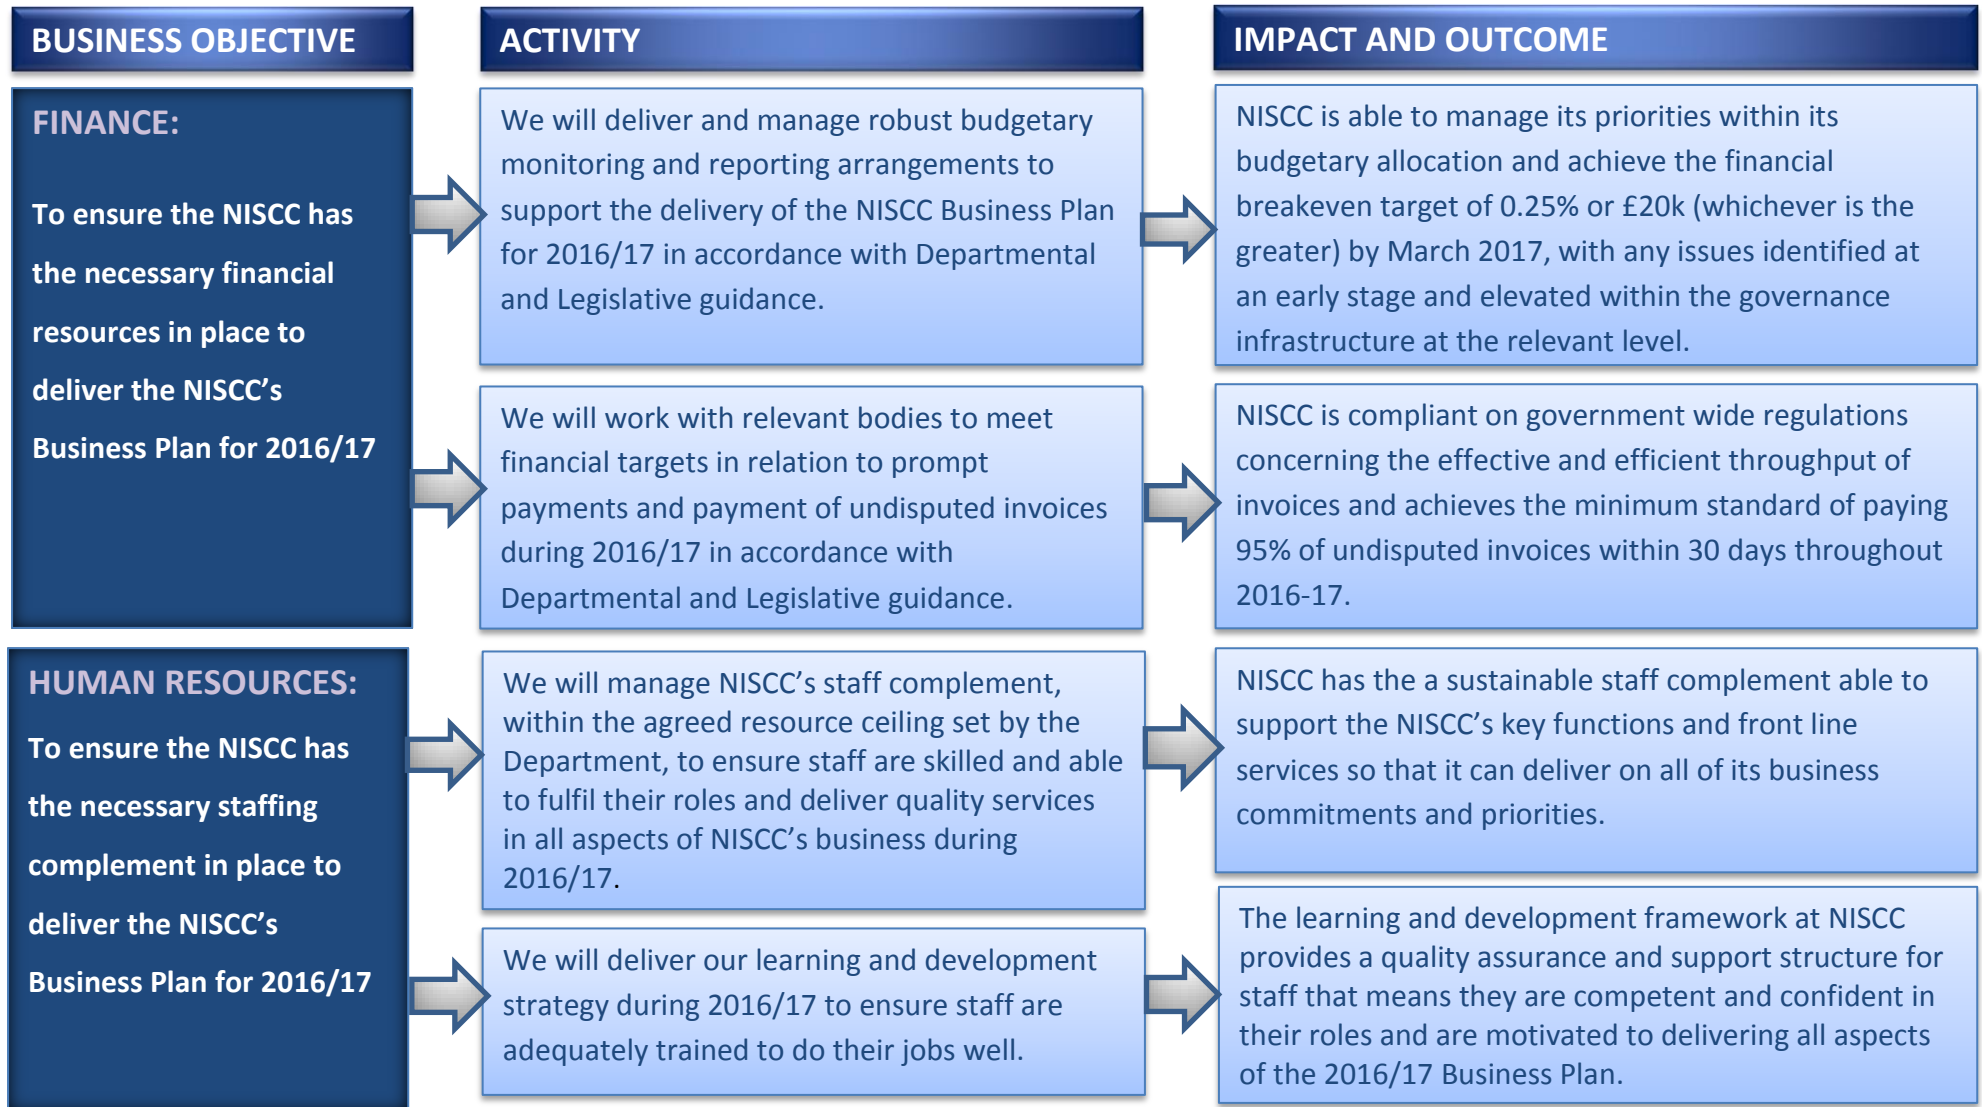 BUSINESS OBJECTIVE
ACTIVITY
IMPACT AND OUTCOME
FINANCE:
To ensure the NISCC has
the necessary financial
resources in place to
deliver the NISCC's
Business Plan for 2016/17
We will deliver and manage robust budgetary
monitoring and reporting arrangements to
support the delivery of the NISCC Business Plan
for 2016/17 in accordance with Departmental
and Legislative guidance.
NISCC is able to manage its priorities within its
budgetary allocation and achieve the financial
breakeven target of 0.25% or £20k (whichever is the
greater) by March 2017, with any issues identified at
an early stage and elevated within the governance
infrastructure at the relevant level.
We will work with relevant bodies to meet
financial targets in relation to prompt
payments and payment of undisputed invoices
during 2016/17 in accordance with
Departmental and Legislative guidance.
NISCC is compliant on government wide regulations
concerning the effective and efficient throughput of
invoices and achieves the minimum standard of paying
95% of undisputed invoices within 30 days throughout
2016-17.
HUMAN RESOURCES:
To ensure the NISCC has
the necessary staffing
complement in place to
deliver the NISCC's
Business Plan for 2016/17
We will manage NISCC's staff complement,
within the agreed resource ceiling set by the
Department, to ensure staff are skilled and able
to fulfil their roles and deliver quality services
in all aspects of NISCC's business during
2016/17.
NISCC has the a sustainable staff complement able to
support the NISCC's key functions and front line
services so that it can deliver on all of its business
commitments and priorities.
We will deliver our learning and development
strategy during 2016/17 to ensure staff are
adequately trained to do their jobs well.
The learning and development framework at NISCC
provides a quality assurance and support structure for
staff that means they are competent and confident in
their roles and are motivated to delivering all aspects
of the 2016/17 Business Plan.